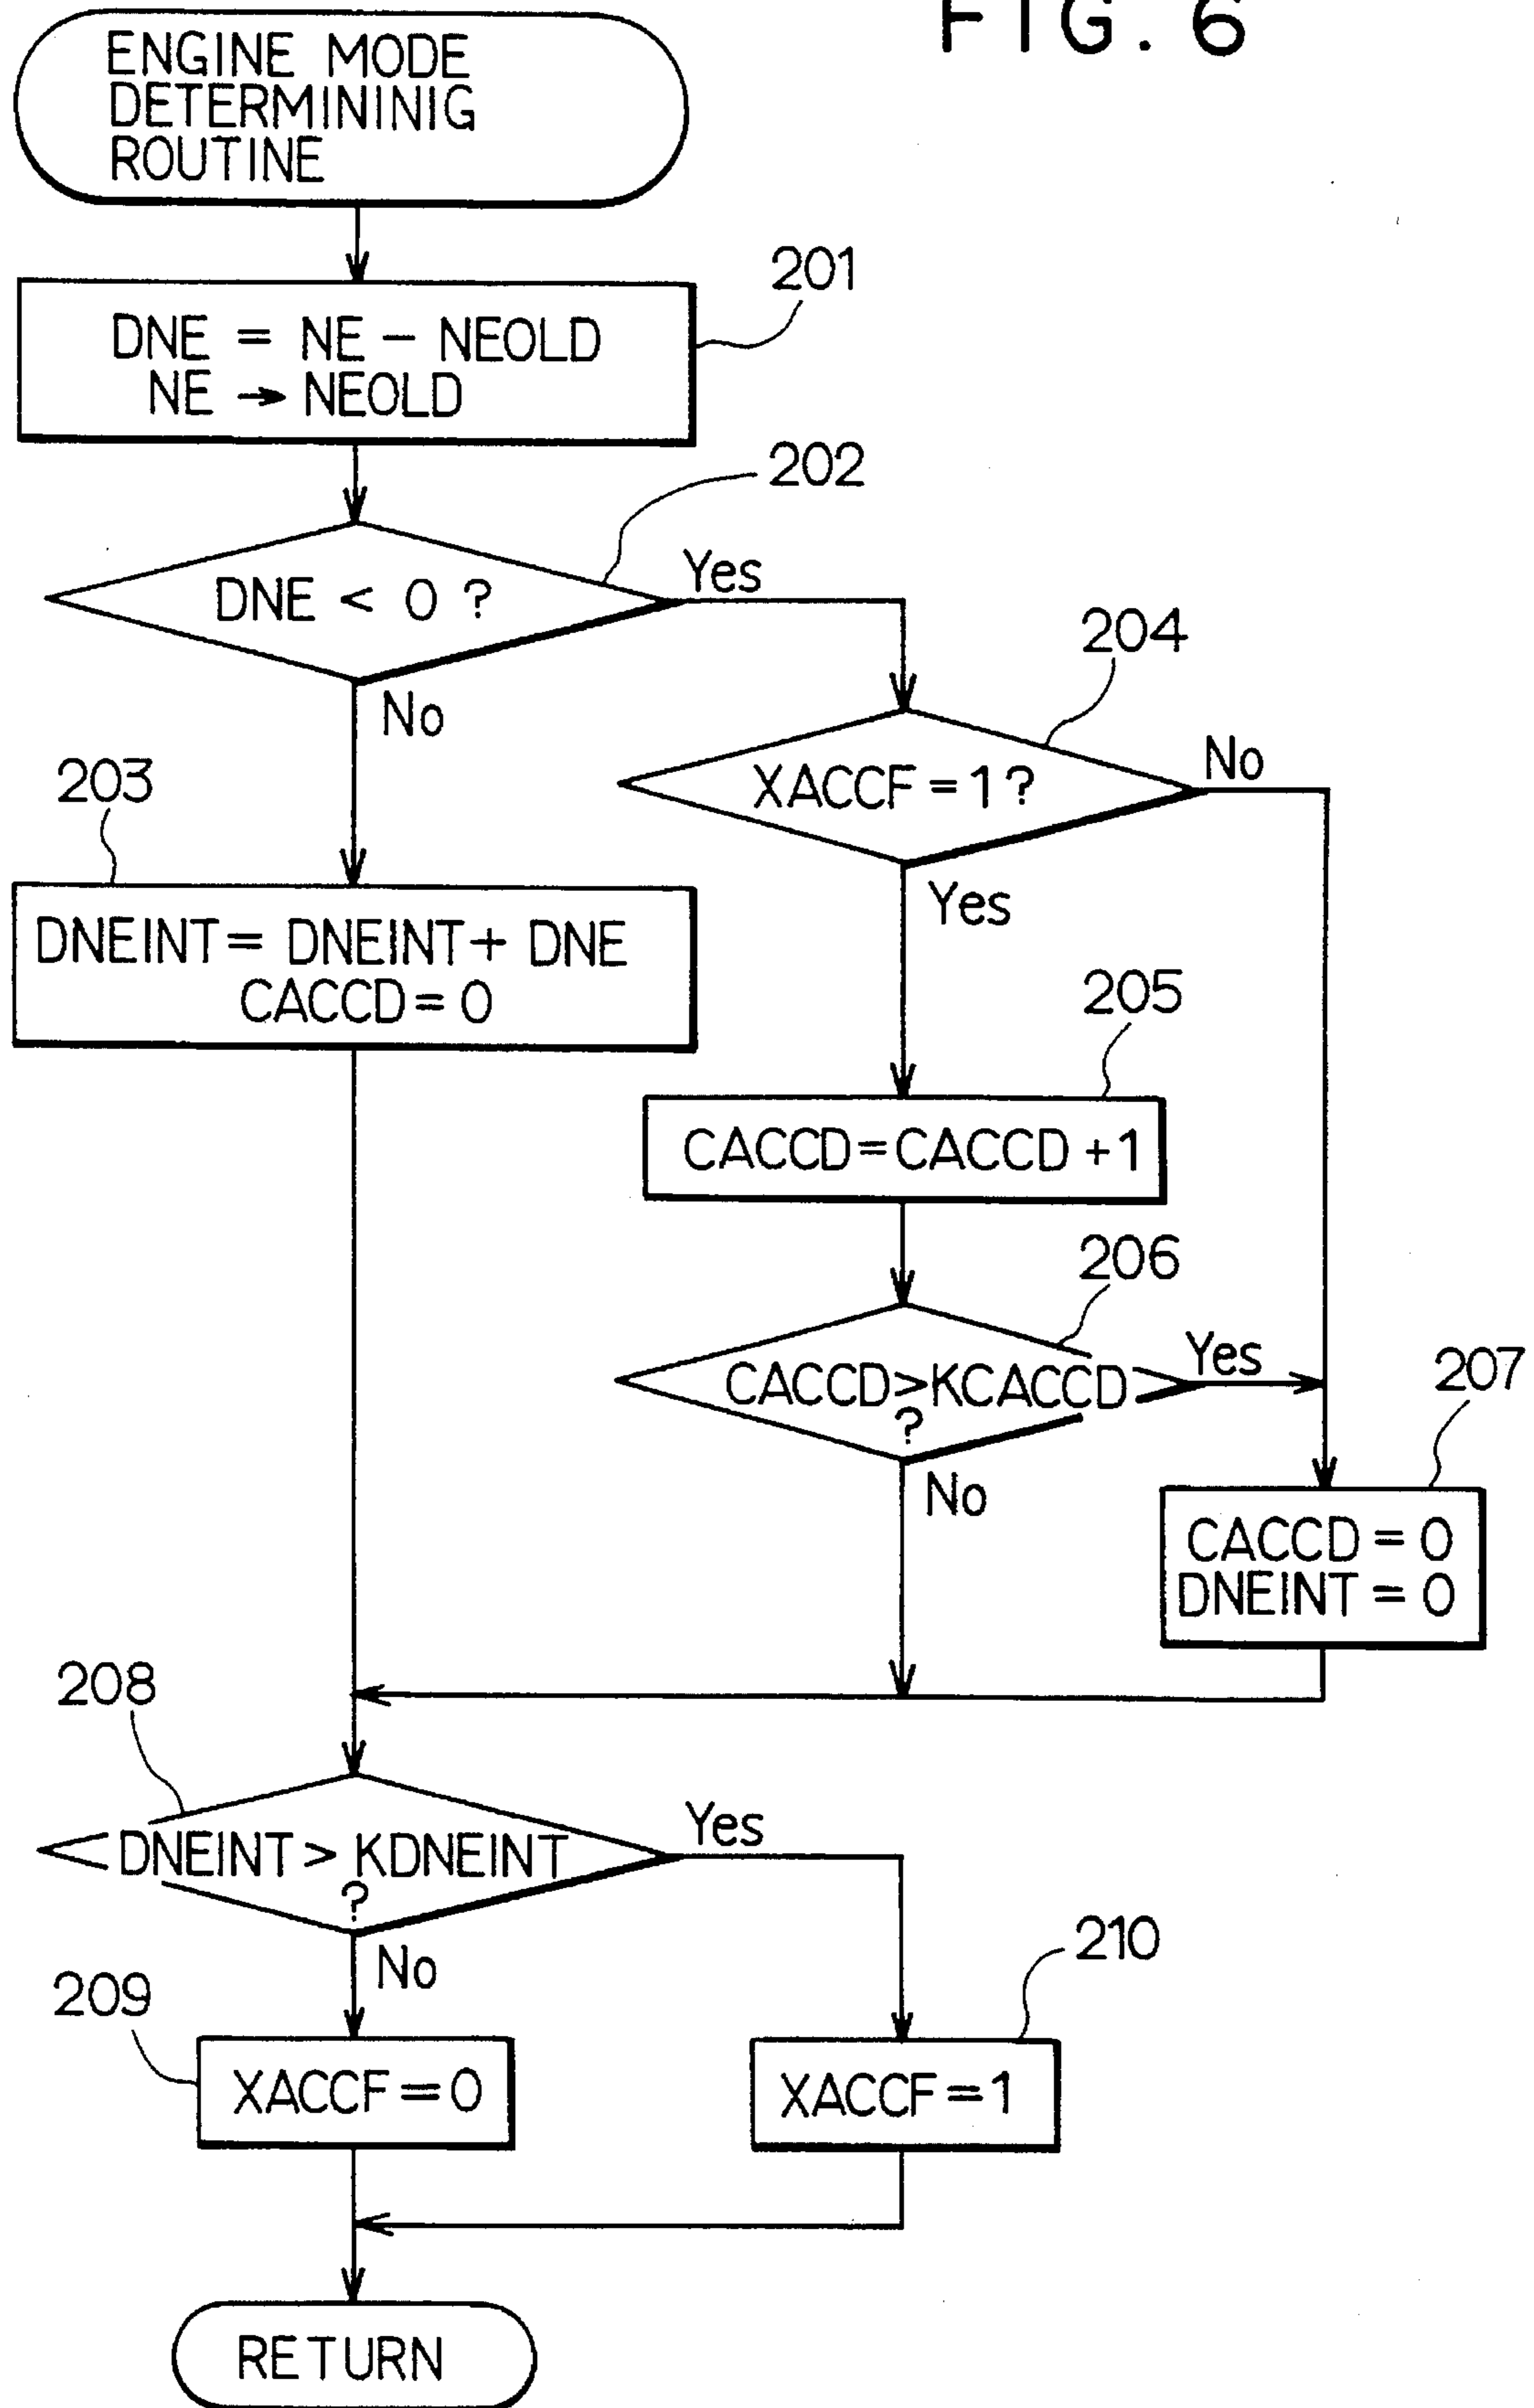 FIG. 6
ENGINE MODE
DETERMININIG
ROUTINE
201
DNE = NE - NEOLD
NE → NEOLD
202
DNE < 0 ?
Yes
No
204
XACCF = 1 ?
No
Yes
203
DNEINT = DNEINT + DNE
CACCD = 0
205
CACCD = CACCD + 1
206
CACCD > KCACCD
?
Yes
No
207
CACCD = 0
DNEINT = 0
208
DNEINT > KDNEINT
?
Yes
No
209
XACCF = 0
210
XACCF = 1
RETURN